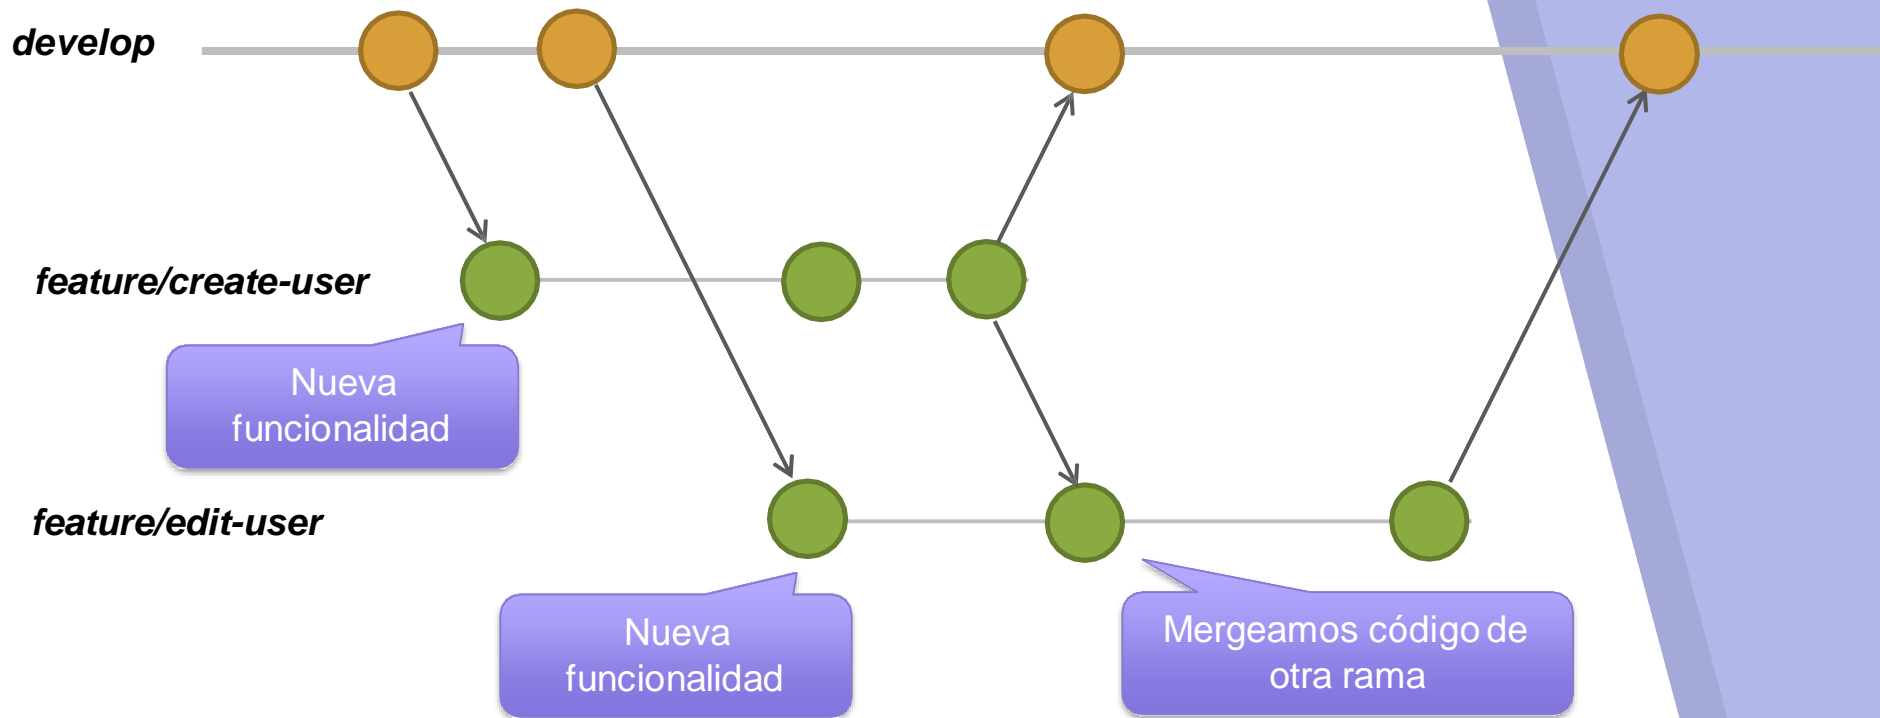 develop
feature/create-user
Nueva
funcionalidad
feature/edit-user
Nueva
funcionalidad
Mergeamos código de
otra rama